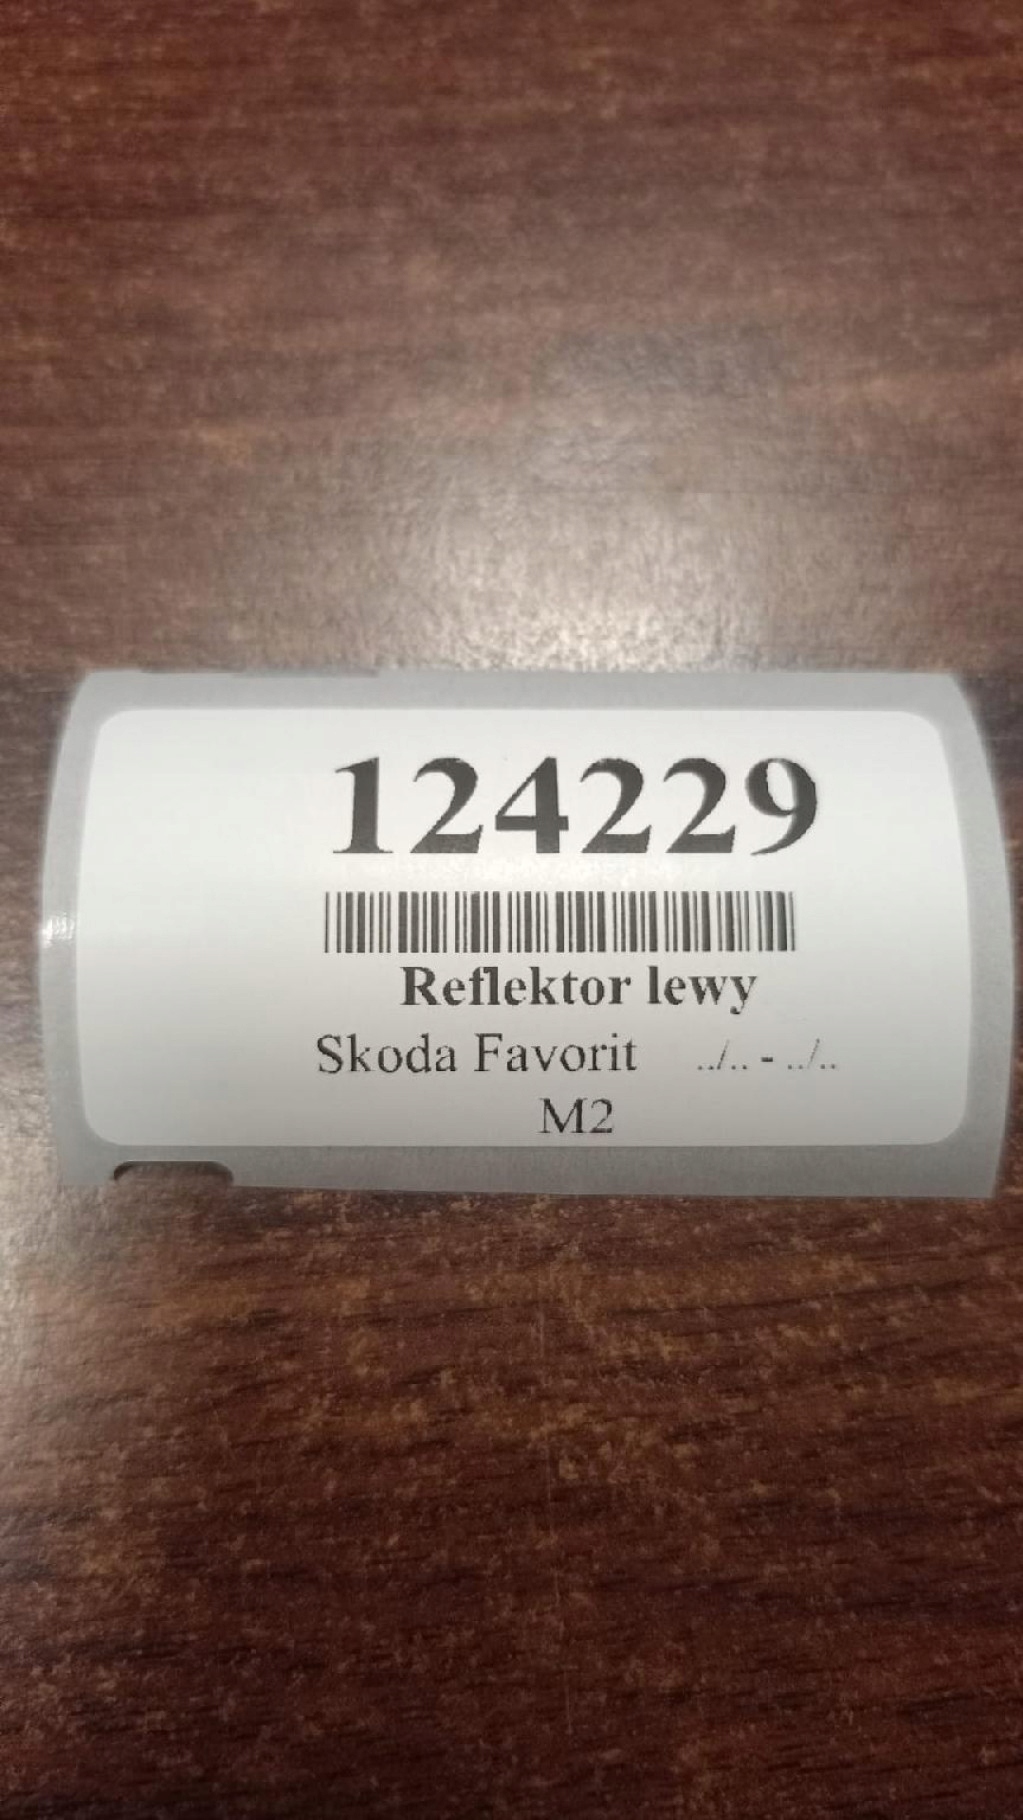 124229
Reflektor lewy
Skoda Favorit ../.. - ../..
M2